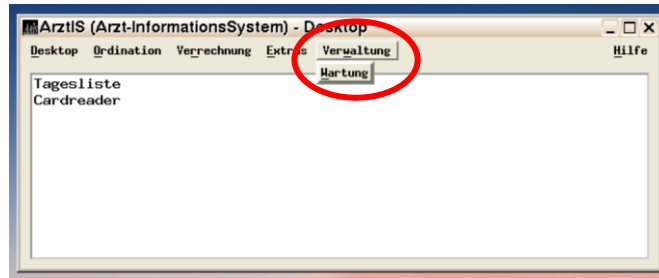 ArztIS (Arzt-InformationsSystem) - Desktop
Desktop Ordination Verrechnung Extras Verwaltung Hilfe
Wartung
Tagesliste
Cardreader